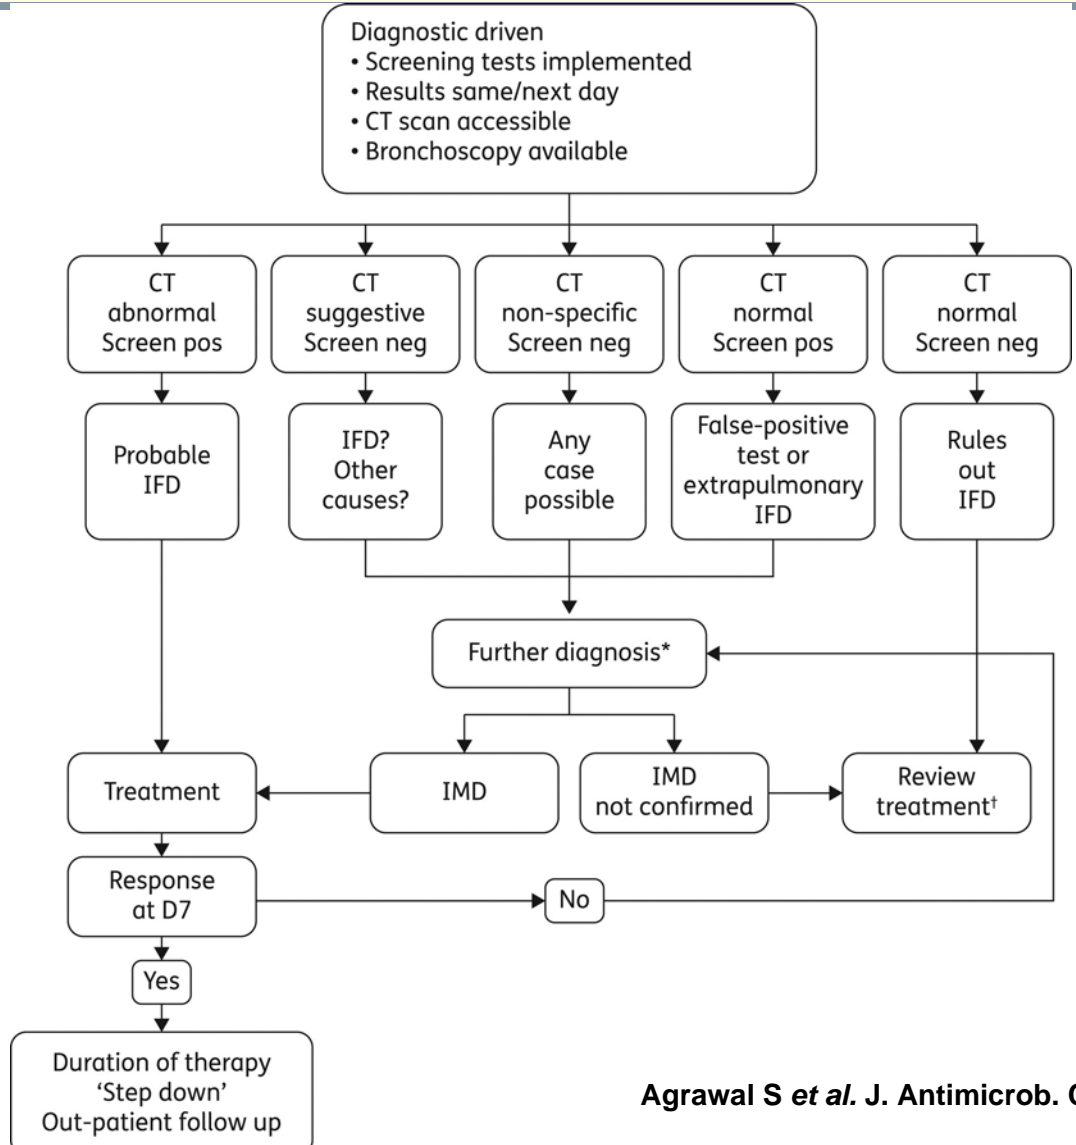 Diagnostic driven
• Screening tests implemented
• Results same/next day
• CT scan accessible
• Bronchoscopy available
CT
abnormal
Screen pos
CT
suggestive
Screen neg
CT
non-specific
Screen neg
CT
normal
Screen pos
CT
normal
Screen neg
Probable
IFD
IFD?
Other
causes?
Any
case
possible
False-positive
test or
extrapulmonary
IFD
Rules
out
IFD
Further diagnosis*
Treatment
IMD
IMD
not confirmed
Review
treatment†
Response
at D7
No
Yes
Duration of therapy
‘Step down’
Out-patient follow up
Agrawal S et al. J. Antimicrob.